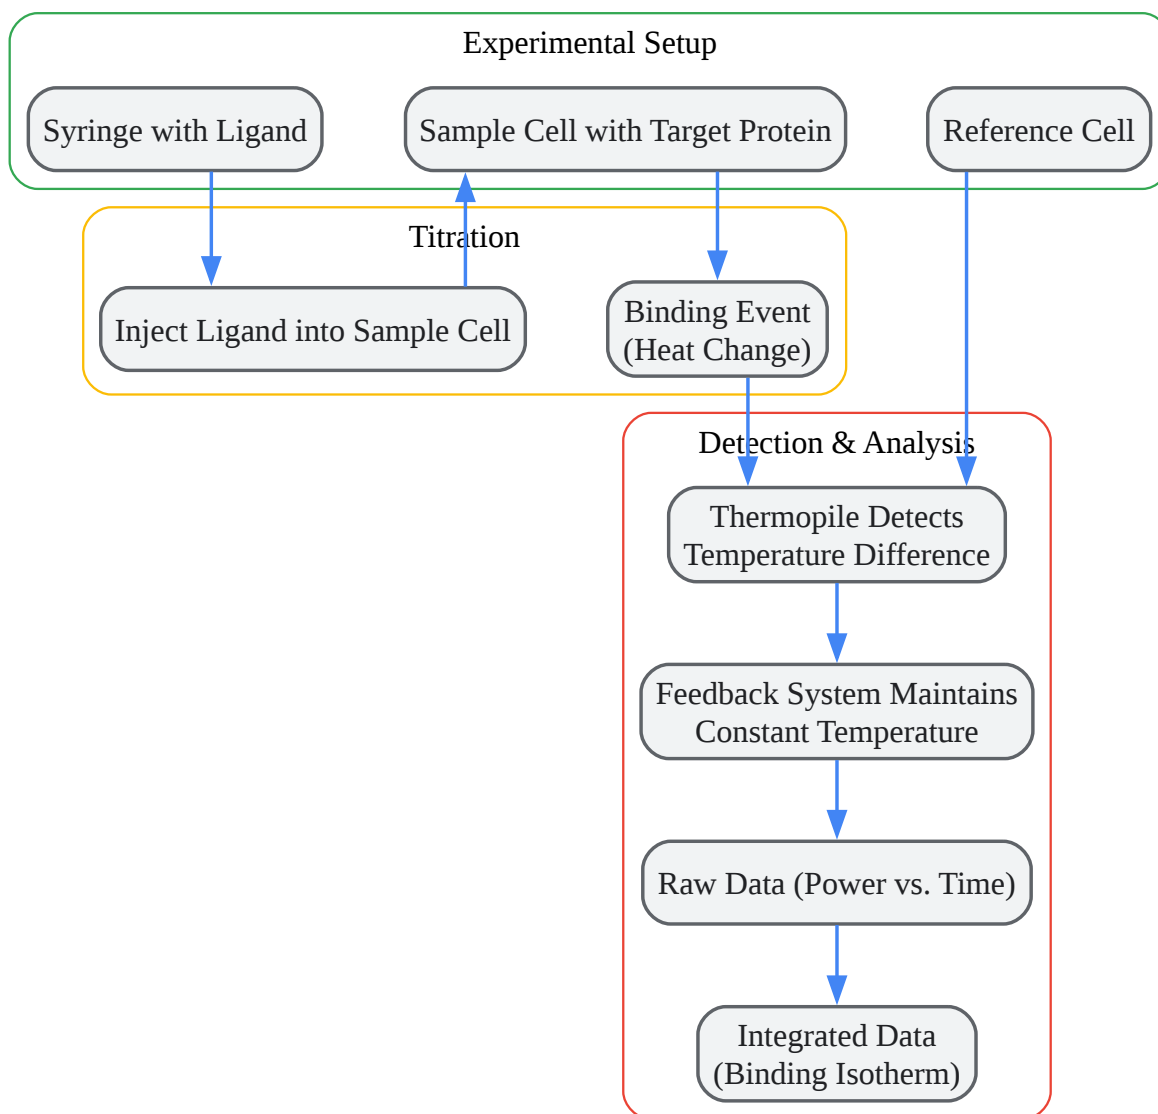 Experimental Setup
Syringe with Ligand
Sample Cell with Target Protein
Reference Cell
Titration
Inject Ligand into Sample Cell
Binding Event
(Heat Change)
Detection & Analysis
Thermopile Detects
Temperature Difference
Feedback System Maintains
Constant Temperature
Raw Data (Power vs. Time)
Integrated Data
(Binding Isotherm)